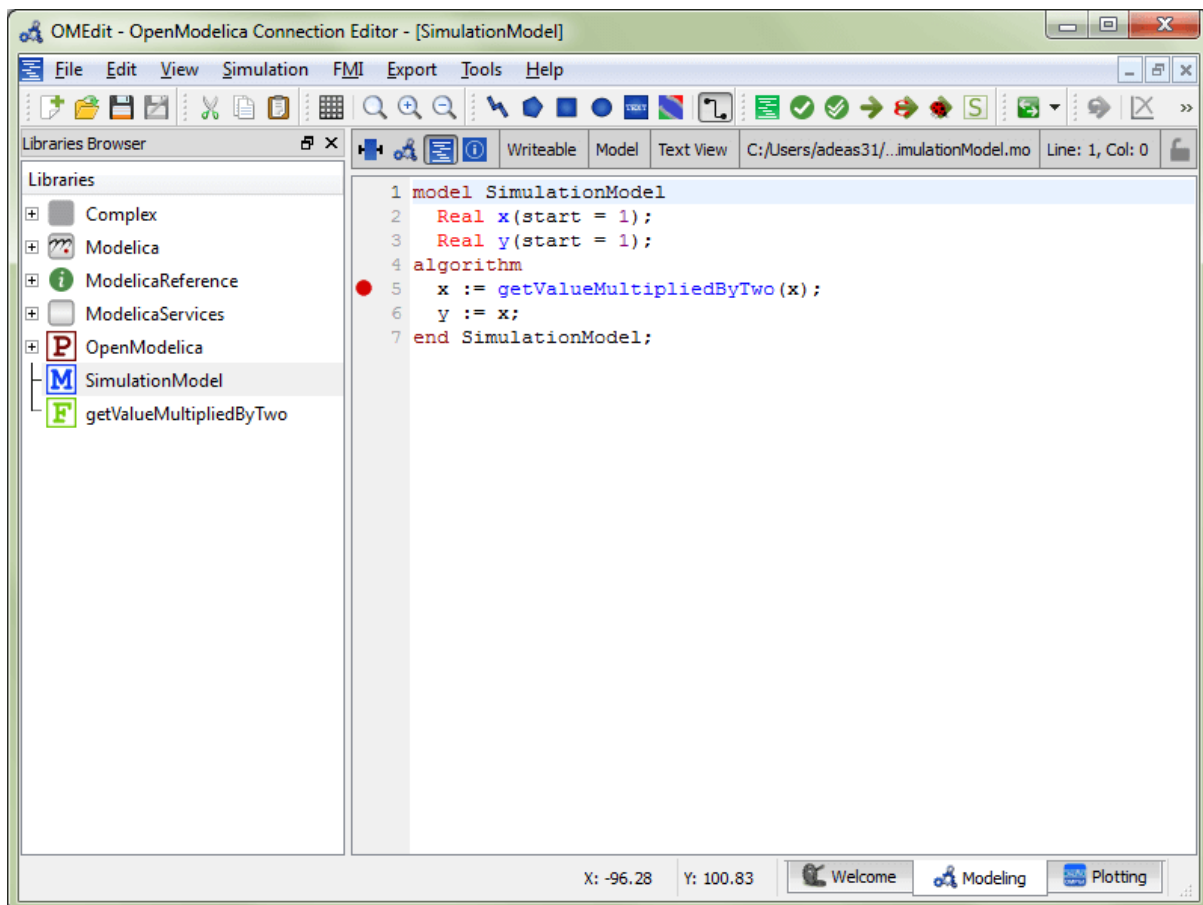 OMEdit - OpenModelica Connection Editor - [SimulationModel]
File Edit View Simulation FMI Export Tools Help
TEXT S »
Libraries Browser
Writeable Model Text View C:/Users/adeas31/...imulationModel.mo Line: 1, Col: 0
Libraries
Complex
Modelica
ModelicaReference
ModelicaServices
P OpenModelica
M SimulationModel
F getValueMultipliedByTwo
1 model SimulationModel
2 Real x(start = 1);
3 Real y(start = 1);
4 algorithm
5 x := getValueMultipliedByTwo(x);
6 y := x;
7 end SimulationModel;
X: -96.28 Y: 100.83 Welcome Modeling Plotting